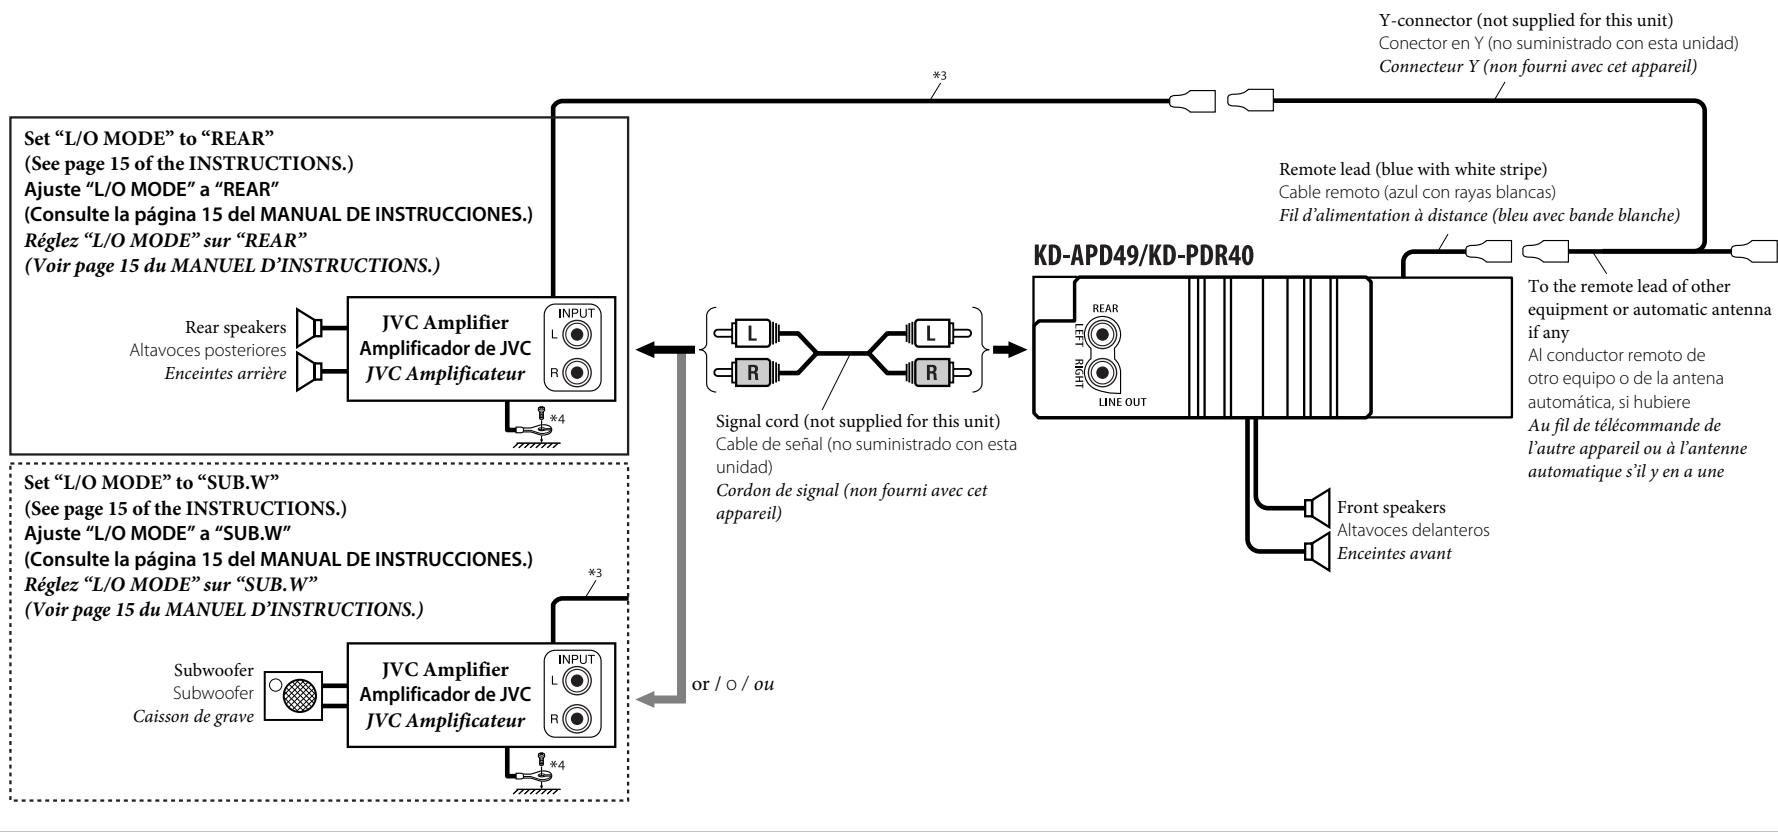 Y-connector (not supplied for this unit)
Conector en Y (no suministrado con esta unidad)
Connecteur Y (non fourni avec cet appareil)
*3
Set “L/O MODE” to “REAR”
(See page 15 of the INSTRUCTIONS.)
Ajuste “L/O MODE” a “REAR”
(Consulte la página 15 del MANUAL DE INSTRUCCIONES.)
Réglez “L/O MODE” sur “REAR”
(Voir page 15 du MANUEL D’INSTRUCTIONS.)
Remote lead (blue with white stripe)
Cable remoto (azul con rayas blancas)
Fil d’alimentation à distance (bleu avec bande blanche)
KD-APD49/KD-PDR40
Rear speakers
Altavoces posteriores
Enceintes arrière
JVC Amplifier
Amplificador de JVC
JVC Amplificateur
INPUT
L
R
*4
L
R
L
R
REAR
LEFT
RIGHT
LINE OUT
To the remote lead of other
equipment or automatic antenna
if any
Al conductor remoto de
otro equipo o de la antena
automática, si hubiere
Au fil de télécommande de
l’autre appareil ou à l’antenne
automatique s’il y en a une
Signal cord (not supplied for this unit)
Cable de señal (no suministrado con esta
unidad)
Cordon de signal (non fourni avec cet
appareil)
Front speakers
Altavoces delanteros
Enceintes avant
Set “L/O MODE” to “SUB.W”
(See page 15 of the INSTRUCTIONS.)
Ajuste “L/O MODE” a “SUB.W”
(Consulte la página 15 del MANUAL DE INSTRUCCIONES.)
Réglez “L/O MODE” sur “SUB.W”
(Voir page 15 du MANUEL D’INSTRUCTIONS.)
*3
Subwoofer
Subwoofer
Caisson de grave
JVC Amplifier
Amplificador de JVC
JVC Amplificateur
INPUT
L
R
*4
or / o / ou